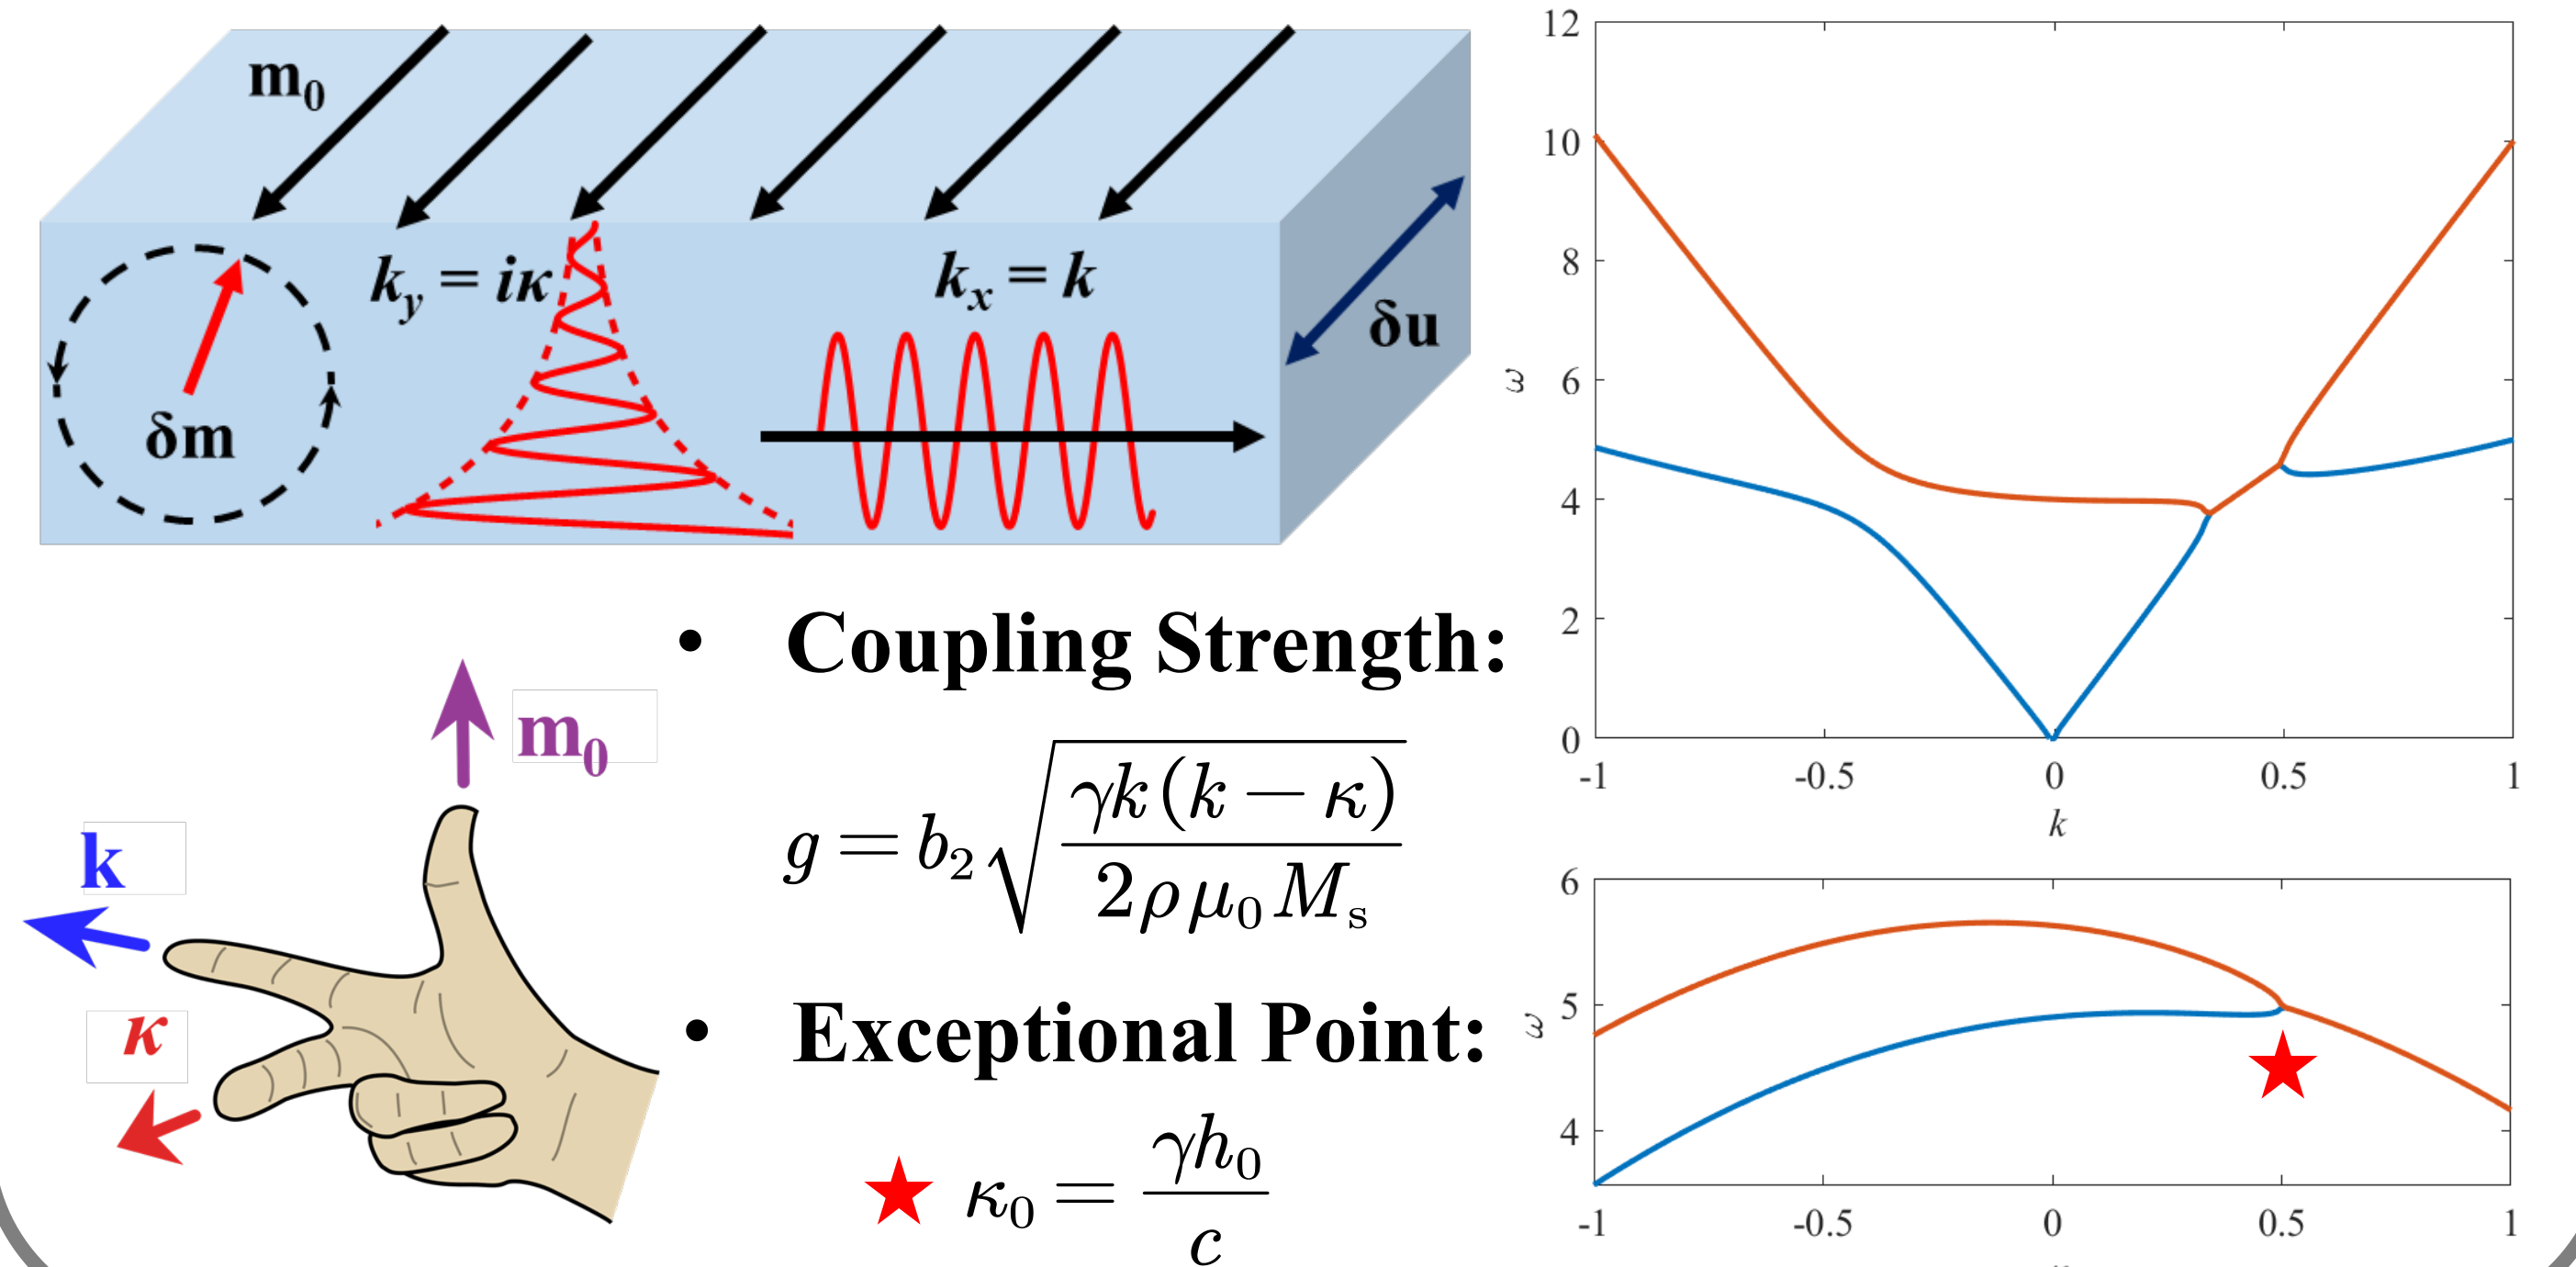 m₀
k_y = iκ
k_x = k
δm
δu
m₀
k
κ
• Coupling Strength:
g = b₂ √(γk(k − κ) / 2ρμ₀Mₛ)
• Exceptional Point:
★ κ₀ = γh₀ / c
12
10
8
6
4
2
0
ω
-1 -0.5 0 0.5 1
k
6
5
4
ω
-1 -0.5 0 0.5 1